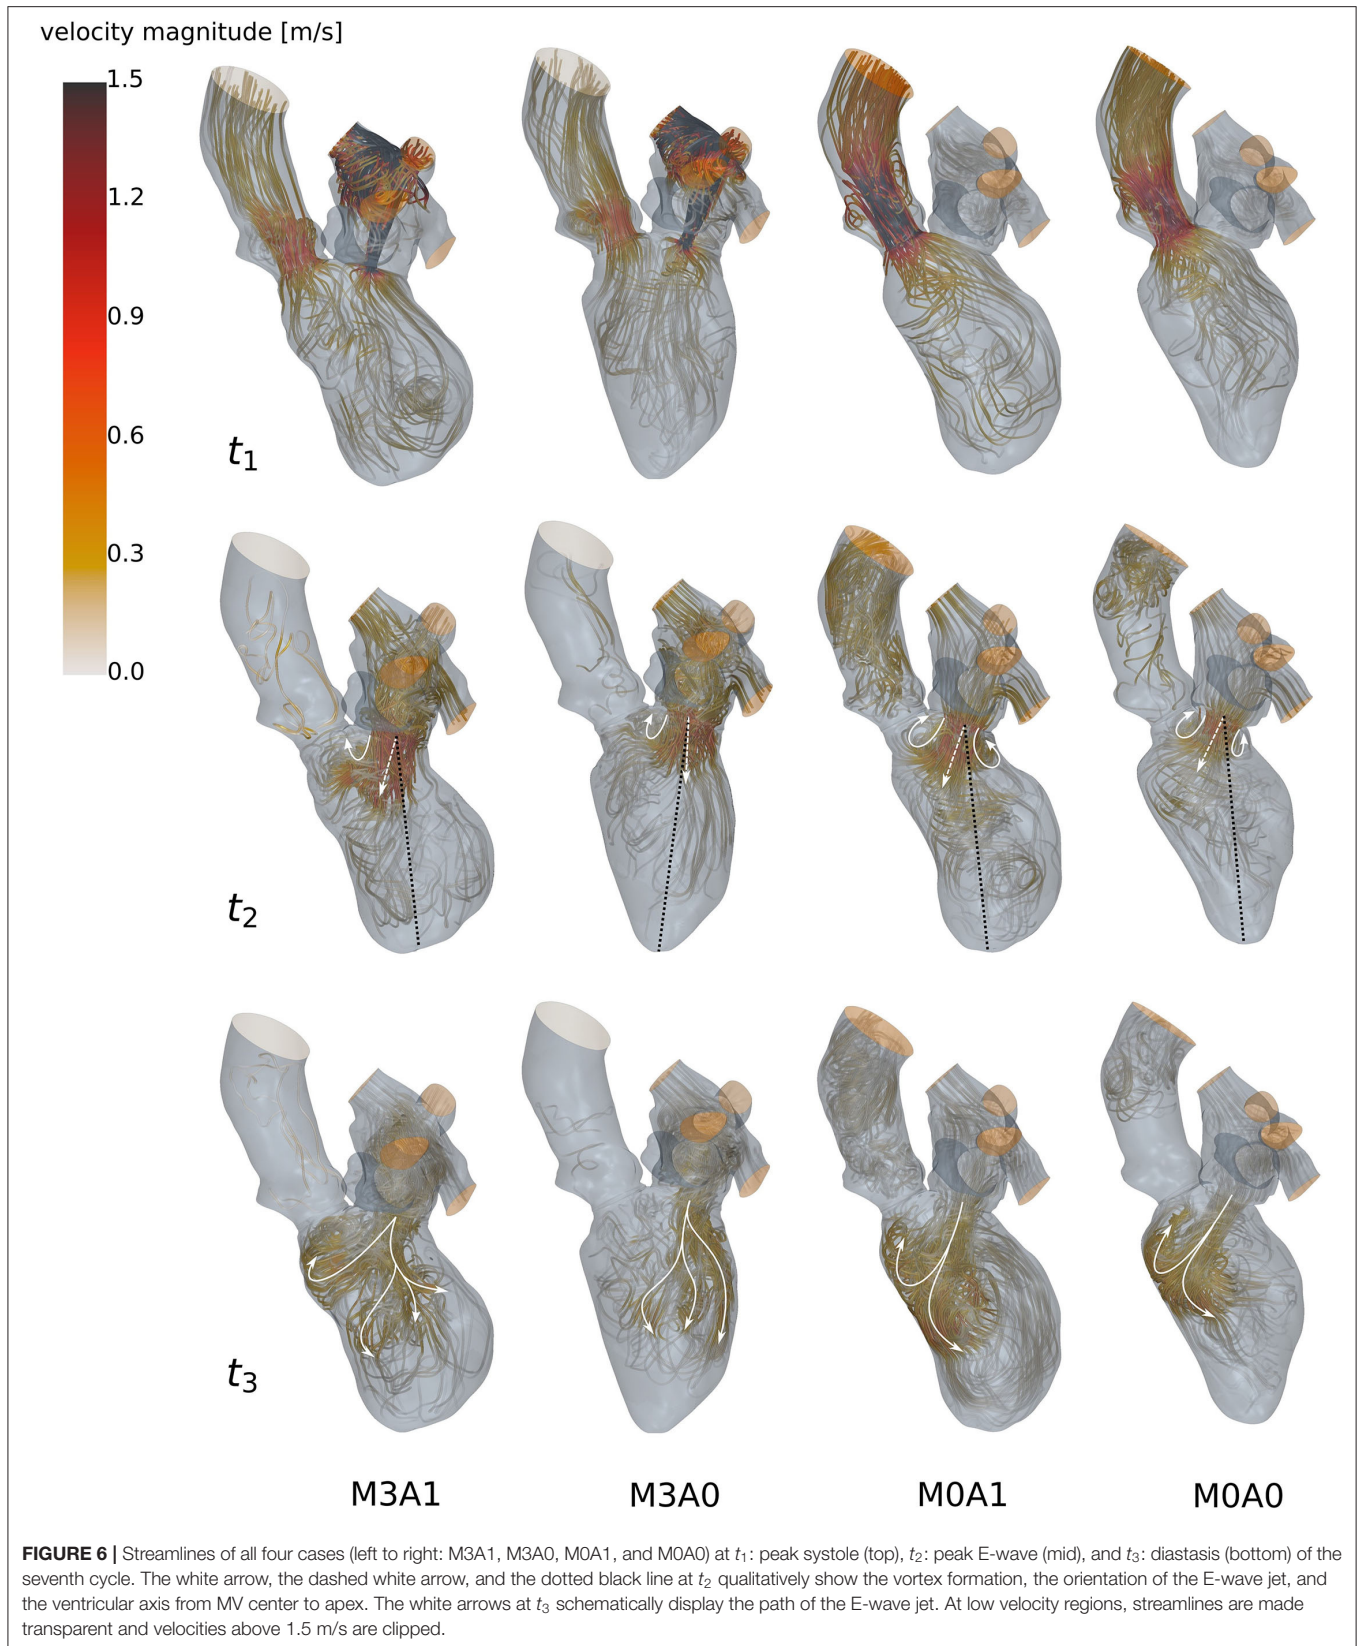 velocity magnitude [m/s]
1.5
1.2
0.9
0.6
0.3
0.0
t1
t2
t3
M3A1 M3A0 M0A1 M0A0
FIGURE 6 | Streamlines of all four cases (left to right: M3A1, M3A0, M0A1, and M0A0) at t1: peak systole (top), t2: peak E-wave (mid), and t3: diastasis (bottom) of the
seventh cycle. The white arrow, the dashed white arrow, and the dotted black line at t2 qualitatively show the vortex formation, the orientation of the E-wave jet, and
the ventricular axis from MV center to apex. The white arrows at t3 schematically display the path of the E-wave jet. At low velocity regions, streamlines are made
transparent and velocities above 1.5 m/s are clipped.